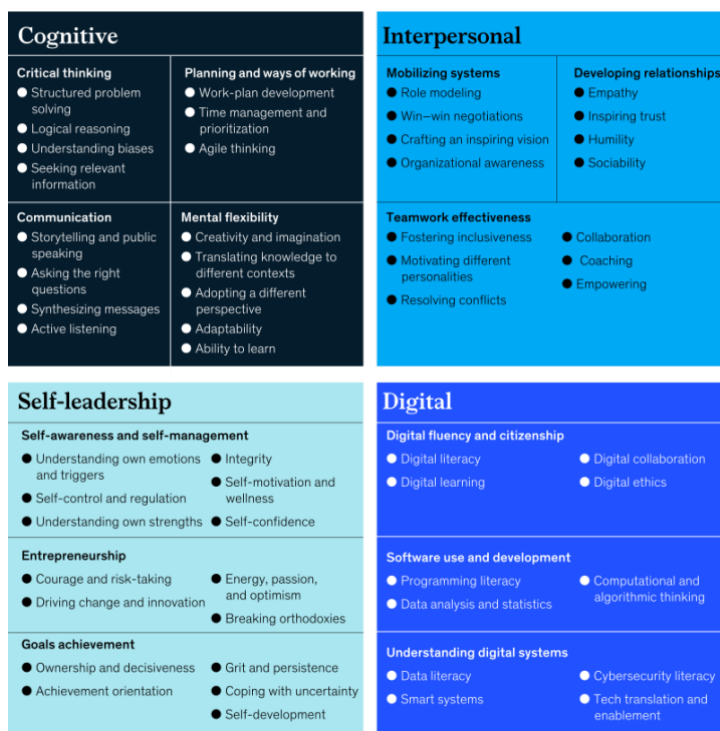 Cognitive
Critical thinking
Structured problem
solving
Logical reasoning
Understanding biases
Seeking relevant
information
Planning and ways of working
Work-plan development
Time management and
prioritization
Agile thinking
Communication
Storytelling and public
speaking
Asking the right
questions
Synthesizing messages
Active listening
Mental flexibility
Creativity and imagination
Translating knowledge to
different contexts
Adopting a different
perspective
Adaptability
Ability to learn
Interpersonal
Mobilizing systems
Role modeling
Win–win negotiations
Crafting an inspiring vision
Organizational awareness
Developing relationships
Empathy
Inspiring trust
Humility
Sociability
Teamwork effectiveness
Fostering inclusiveness
Motivating different
personalities
Resolving conflicts
Collaboration
Coaching
Empowering
Self-leadership
Self-awareness and self-management
Understanding own emotions
and triggers
Self-control and regulation
Understanding own strengths
Integrity
Self-motivation and
wellness
Self-confidence
Entrepreneurship
Courage and risk-taking
Driving change and innovation
Energy, passion,
and optimism
Breaking orthodoxies
Goals achievement
Ownership and decisiveness
Achievement orientation
Grit and persistence
Coping with uncertainty
Self-development
Digital
Digital fluency and citizenship
Digital literacy
Digital learning
Digital collaboration
Digital ethics
Software use and development
Programming literacy
Data analysis and statistics
Computational and
algorithmic thinking
Understanding digital systems
Data literacy
Smart systems
Cybersecurity literacy
Tech translation and
enablement